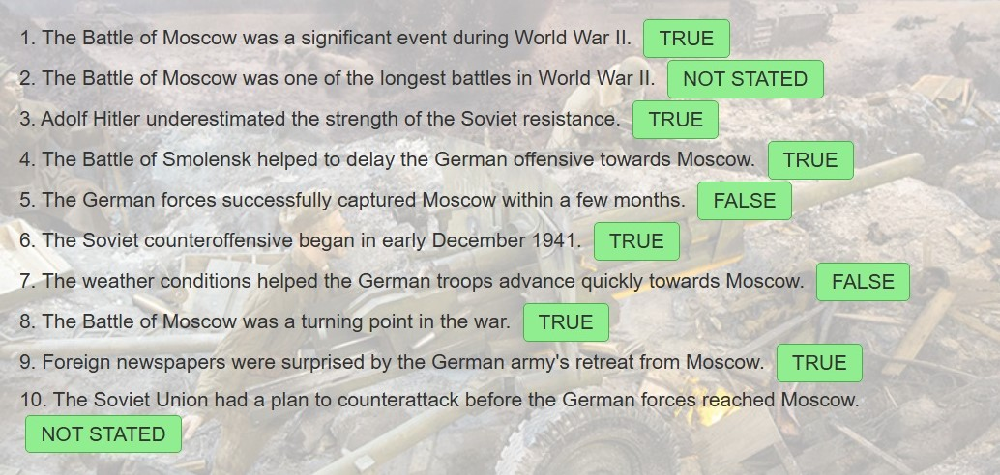 1. The Battle of Moscow was a significant event during World War II. TRUE
2. The Battle of Moscow was one of the longest battles in World War II. NOT STATED
3. Adolf Hitler underestimated the strength of the Soviet resistance. TRUE
4. The Battle of Smolensk helped to delay the German offensive towards Moscow. TRUE
5. The German forces successfully captured Moscow within a few months. FALSE
6. The Soviet counteroffensive began in early December 1941. TRUE
7. The weather conditions helped the German troops advance quickly towards Moscow. FALSE
8. The Battle of Moscow was a turning point in the war. TRUE
9. Foreign newspapers were surprised by the German army's retreat from Moscow. TRUE
10. The Soviet Union had a plan to counterattack before the German forces reached Moscow.
NOT STATED